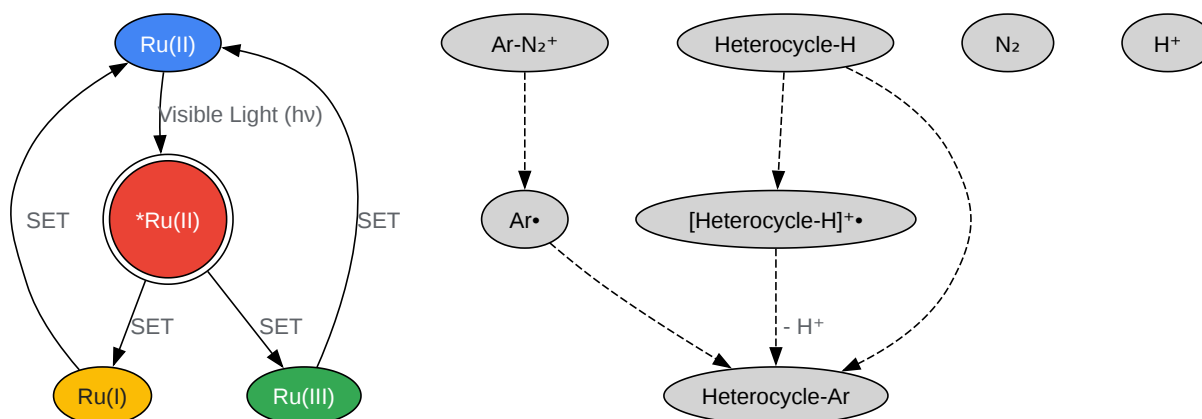 Ru(II)
Ar-N₂⁺
Heterocycle-H
N₂
H⁺
Visible Light (hν)
*Ru(II)
Ar•
[Heterocycle-H]⁺•
SET
SET
SET
SET
- H⁺
Ru(I)
Ru(III)
Heterocycle-Ar